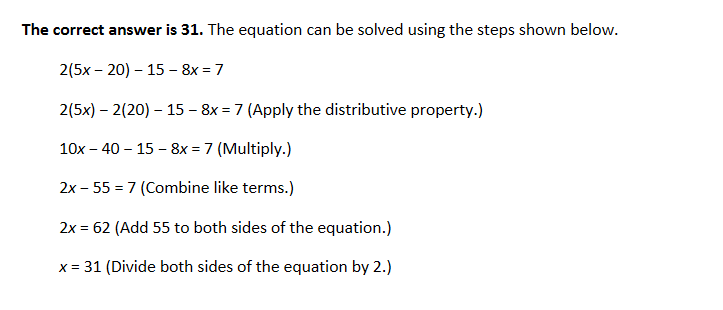 The correct answer is 31. The equation can be solved using the steps shown below.
2(5x – 20) – 15 – 8x = 7
2(5x) – 2(20) – 15 – 8x = 7 (Apply the distributive property.)
10x – 40 – 15 – 8x = 7 (Multiply.)
2x – 55 = 7 (Combine like terms.)
2x = 62 (Add 55 to both sides of the equation.)
x = 31 (Divide both sides of the equation by 2.)